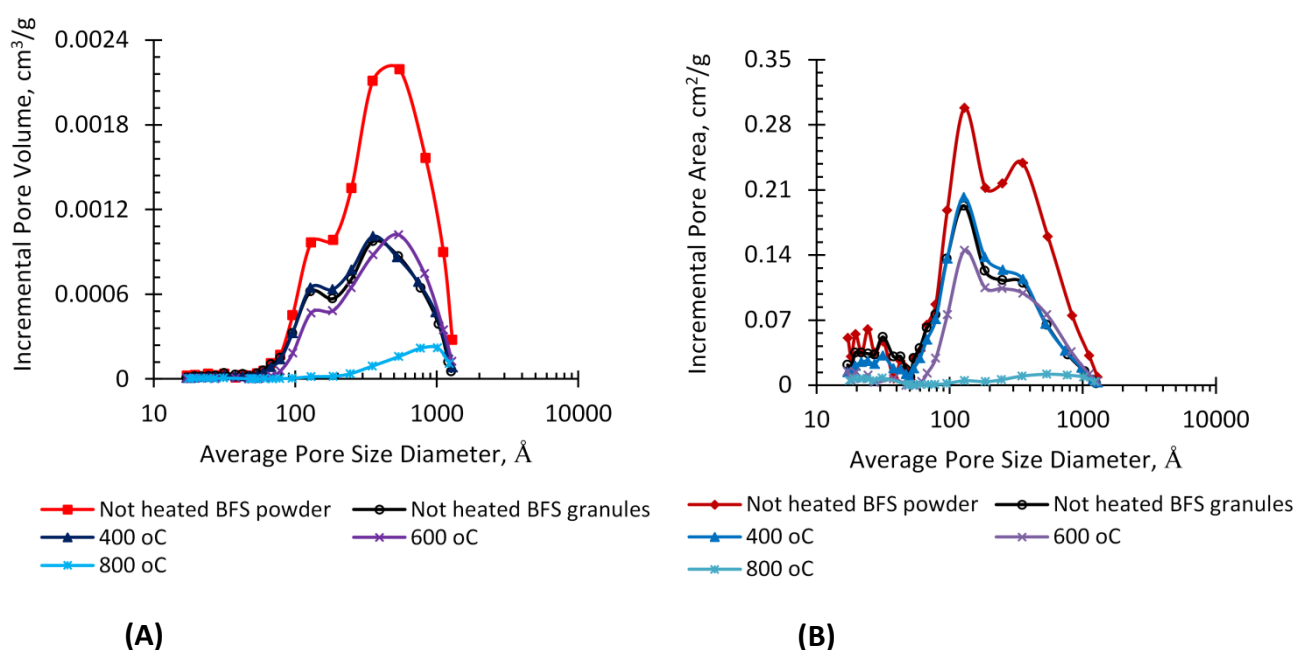 Incremental Pore Volume, cm³/g
0.0024
0.0018
0.0012
0.0006
0
10 100 1000 10000
Average Pore Size Diameter, Å
Not heated BFS powder Not heated BFS granules
400 oC 600 oC
800 oC
(A)
Incremental Pore Area, cm²/g
0.35
0.28
0.21
0.14
0.07
0
10 100 1000 10000
Average Pore Size Diameter, Å
Not heated BFS powder Not heated BFS granules
400 oC 600 oC
800 oC
(B)